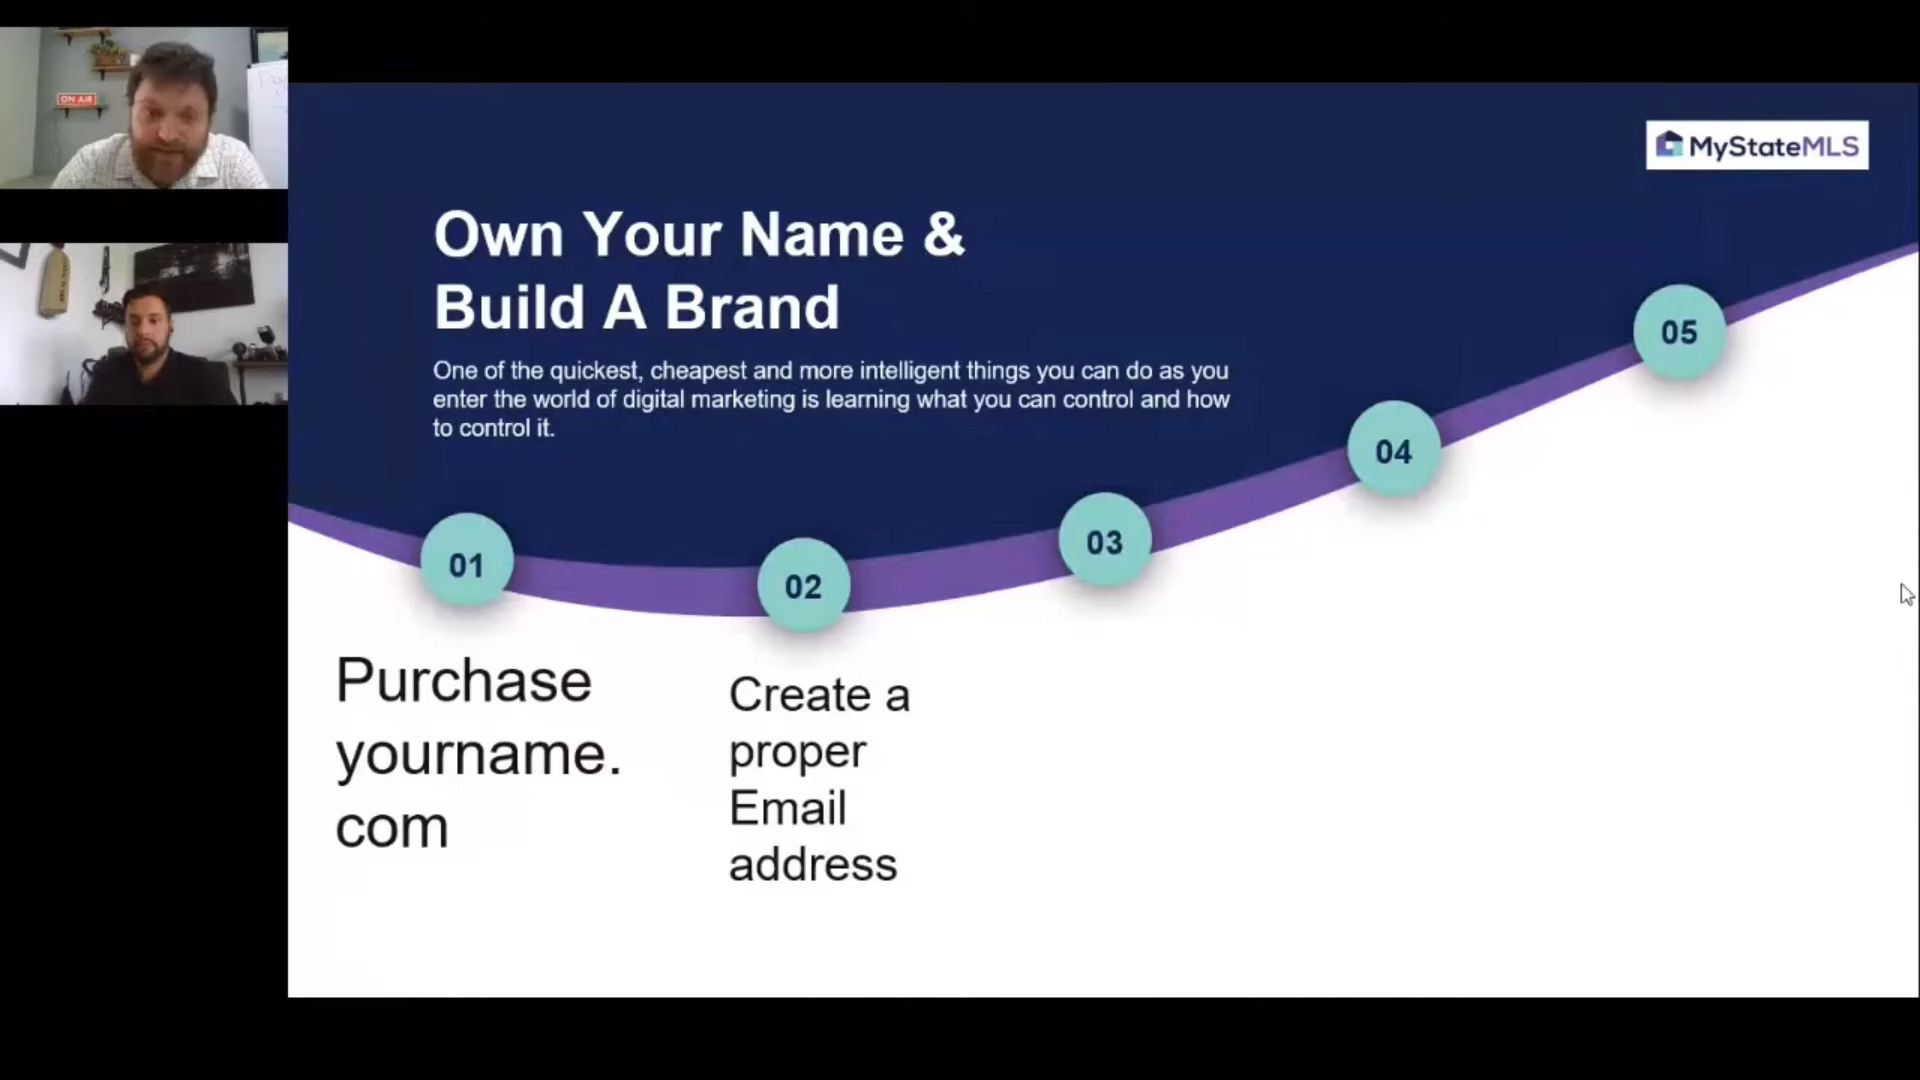 ON AIR
MyStateMLS
Own Your Name &
Build A Brand
One of the quickest, cheapest and more intelligent things you can do as you
enter the world of digital marketing is learning what you can control and how
to control it.
01
02
03
04
05
Purchase
yourname.
com
Create a
proper
Email
address